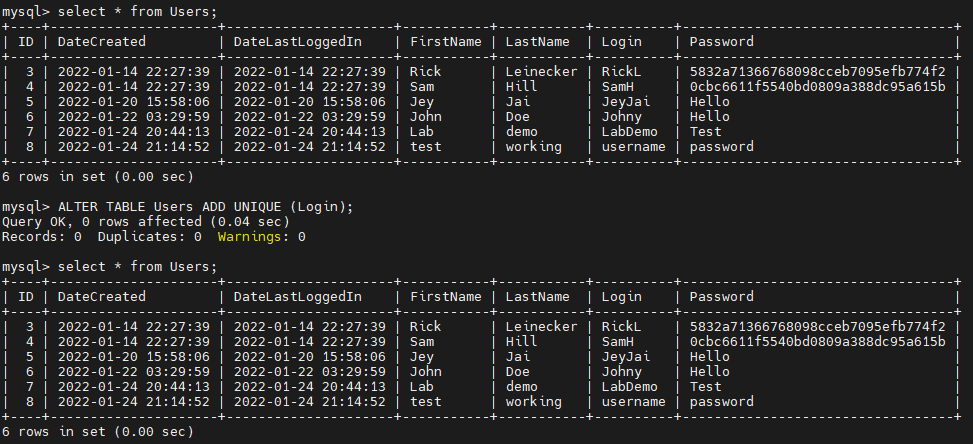 mysql> select * from Users;
+----+---------------------+---------------------+-----------+-----------+----------+----------------------------------+
| ID | DateCreated         | DateLastLoggedIn    | FirstName | LastName  | Login    | Password                         |
+----+---------------------+---------------------+-----------+-----------+----------+----------------------------------+
|  3 | 2022-01-14 22:27:39 | 2022-01-14 22:27:39 | Rick      | Leinecker | RickL    | 5832a71366768098cceb7095efb774f2 |
|  4 | 2022-01-14 22:27:39 | 2022-01-14 22:27:39 | Sam       | Hill      | SamH     | 0cbc6611f5540bd0809a388dc95a615b |
|  5 | 2022-01-20 15:58:06 | 2022-01-20 15:58:06 | Jey       | Jai       | JeyJai   | Hello                            |
|  6 | 2022-01-22 03:29:59 | 2022-01-22 03:29:59 | John      | Doe       | Johny    | Hello                            |
|  7 | 2022-01-24 20:44:13 | 2022-01-24 20:44:13 | Lab       | demo      | LabDemo  | Test                             |
|  8 | 2022-01-24 21:14:52 | 2022-01-24 21:14:52 | test      | working   | username | password                         |
+----+---------------------+---------------------+-----------+-----------+----------+----------------------------------+
6 rows in set (0.00 sec)

mysql> ALTER TABLE Users ADD UNIQUE (Login);
Query OK, 0 rows affected (0.04 sec)
Records: 0  Duplicates: 0  Warnings: 0

mysql> select * from Users;
+----+---------------------+---------------------+-----------+-----------+----------+----------------------------------+
| ID | DateCreated         | DateLastLoggedIn    | FirstName | LastName  | Login    | Password                         |
+----+---------------------+---------------------+-----------+-----------+----------+----------------------------------+
|  3 | 2022-01-14 22:27:39 | 2022-01-14 22:27:39 | Rick      | Leinecker | RickL    | 5832a71366768098cceb7095efb774f2 |
|  4 | 2022-01-14 22:27:39 | 2022-01-14 22:27:39 | Sam       | Hill      | SamH     | 0cbc6611f5540bd0809a388dc95a615b |
|  5 | 2022-01-20 15:58:06 | 2022-01-20 15:58:06 | Jey       | Jai       | JeyJai   | Hello                            |
|  6 | 2022-01-22 03:29:59 | 2022-01-22 03:29:59 | John      | Doe       | Johny    | Hello                            |
|  7 | 2022-01-24 20:44:13 | 2022-01-24 20:44:13 | Lab       | demo      | LabDemo  | Test                             |
|  8 | 2022-01-24 21:14:52 | 2022-01-24 21:14:52 | test      | working   | username | password                         |
+----+---------------------+---------------------+-----------+-----------+----------+----------------------------------+
6 rows in set (0.00 sec)